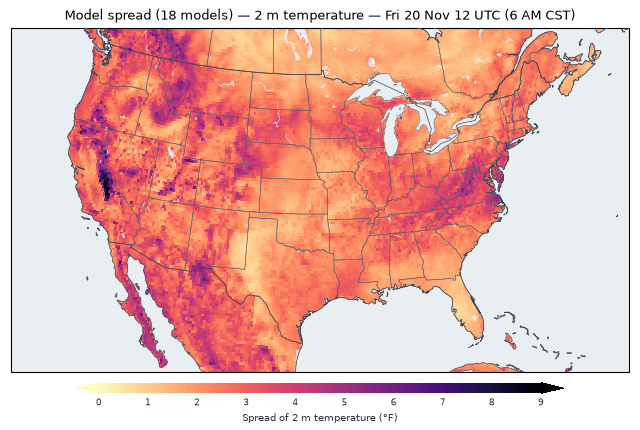 Model spread (18 models) — 2 m temperature — Fri 20 Nov 12 UTC (6 AM CST)
0 1 2 3 4 5 6 7 8 9
Spread of 2 m temperature (°F)